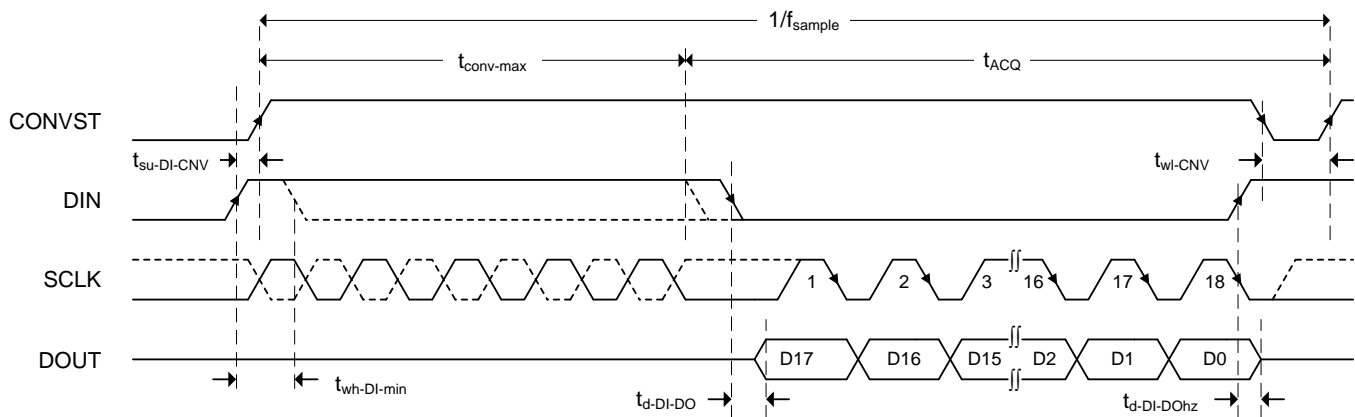 1/fsample
tconv-max
tACQ
CONVST
tsu-DI-CNV
twl-CNV
DIN
SCLK
1 2 3 16 17 18
DOUT
D17 D16 D15 D2 D1 D0
twh-DI-min
td-DI-DO
td-DI-DOhz